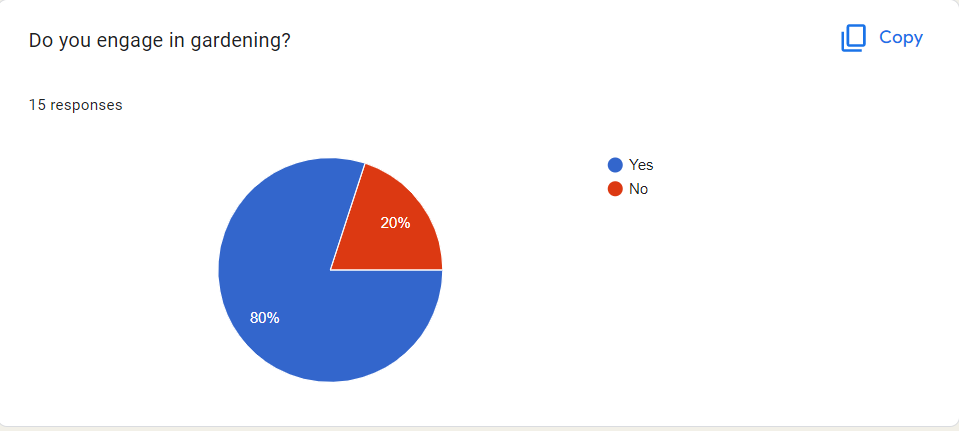 Do you engage in gardening?
Copy
15 responses
Yes
No
20%
80%